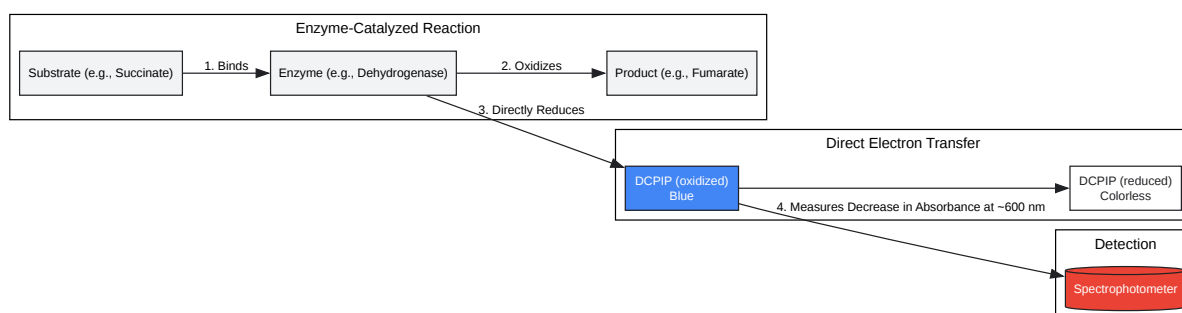 Enzyme-Catalyzed Reaction
Substrate (e.g., Succinate)
1. Binds
Enzyme (e.g., Dehydrogenase)
2. Oxidizes
Product (e.g., Fumarate)
3. Directly Reduces
Direct Electron Transfer
DCPIP (oxidized)
Blue
DCPIP (reduced)
Colorless
4. Measures Decrease in Absorbance at ~600 nm
Detection
Spectrophotometer